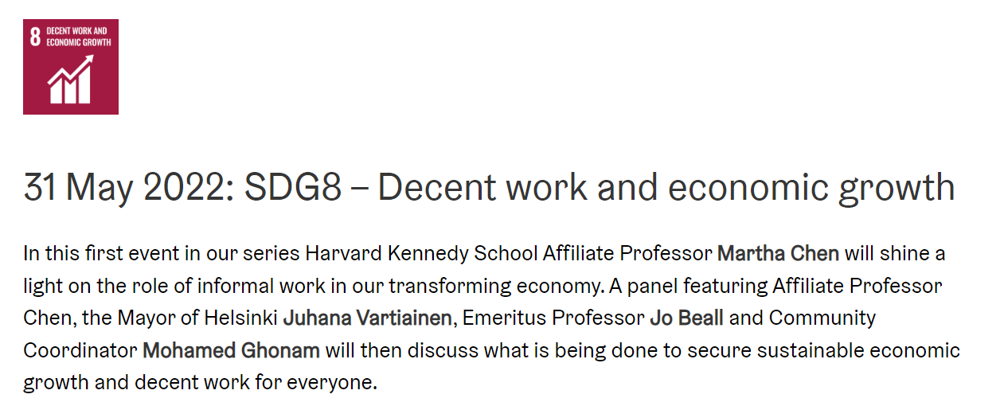 8 DECENT WORK AND
ECONOMIC GROWTH
31 May 2022: SDG8 – Decent work and economic growth
In this first event in our series Harvard Kennedy School Affiliate Professor Martha Chen will shine a
light on the role of informal work in our transforming economy. A panel featuring Affiliate Professor
Chen, the Mayor of Helsinki Juhana Vartiainen, Emeritus Professor Jo Beall and Community
Coordinator Mohamed Ghonam will then discuss what is being done to secure sustainable economic
growth and decent work for everyone.